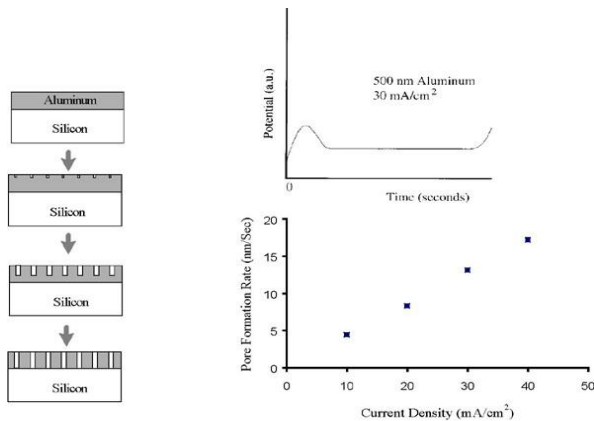 Aluminum
Silicon
Silicon
Silicon
Silicon
Potential (a.u.)
500 nm Aluminum
30 mA/cm²
0
Time (seconds)
Pore Formation Rate (nm/Sec)
20
15
10
5
0
0 10 20 30 40 50
Current Density (mA/cm²)